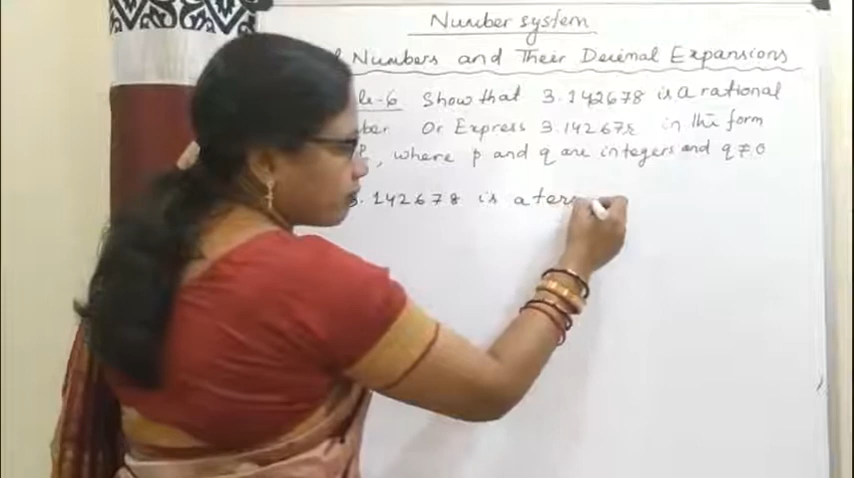 Number system
Numbers and Their Decimal Expansions
-6 Show that 3.142678 is a rational
Or Express 3.142678 in the form
p, where p and q are integers and q≠0
3.142678 is a ter